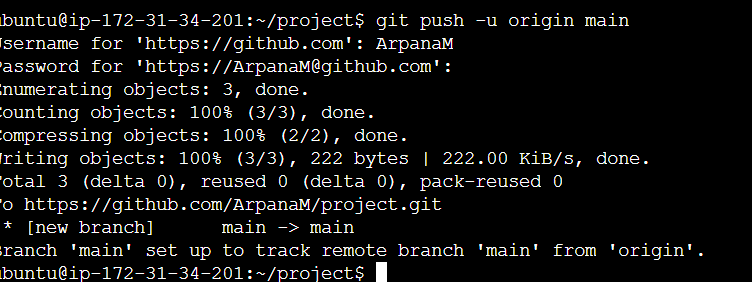 ubuntu@ip-172-31-34-201:~/project$ git push -u origin main
Username for 'https://github.com': ArpanaM
Password for 'https://ArpanaM@github.com':
Enumerating objects: 3, done.
Counting objects: 100% (3/3), done.
Compressing objects: 100% (2/2), done.
Writing objects: 100% (3/3), 222 bytes | 222.00 KiB/s, done.
Total 3 (delta 0), reused 0 (delta 0), pack-reused 0
To https://github.com/ArpanaM/project.git
* [new branch]      main -> main
Branch 'main' set up to track remote branch 'main' from 'origin'.
ubuntu@ip-172-31-34-201:~/project$